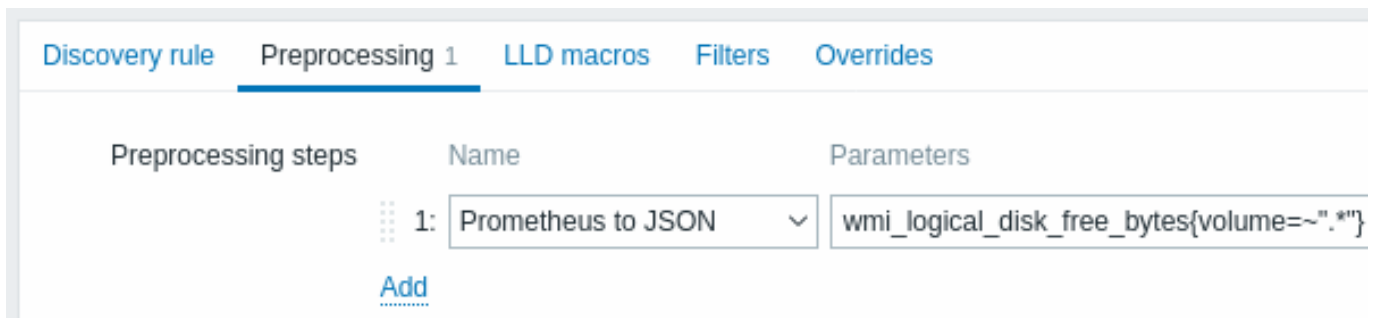 Discovery rule Preprocessing 1 LLD macros Filters Overrides
Preprocessing steps Name Parameters
1: Prometheus to JSON wmi_logical_disk_free_bytes{volume=~".*"}
Add